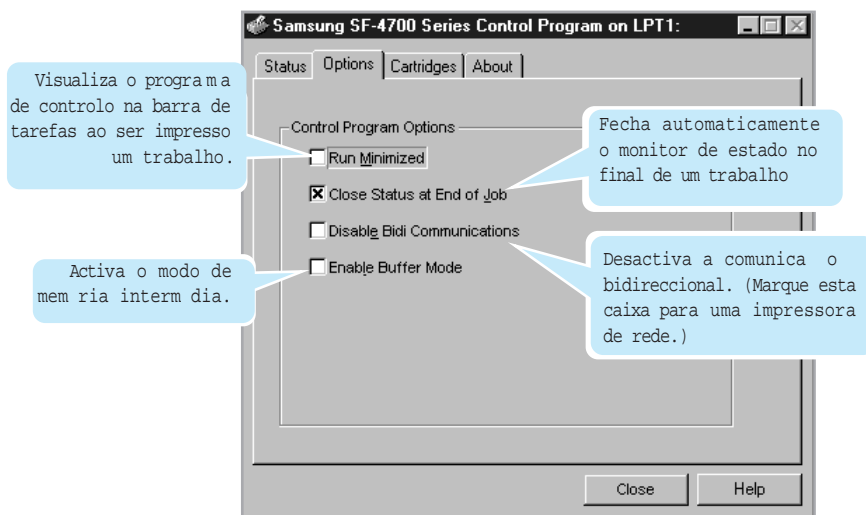 Samsung SF-4700 Series Control Program on LPT1:
Status Options Cartridges About
Visualiza o programa
de controlo na barra de
tarefas ao ser impresso
um trabalho.
Control Program Options
Fecha automaticamente
o monitor de estado no
final de um trabalho
Run Minimized
Close Status at End of Job
Disable Bidi Communications
Desactiva a comunica o
bidireccional. (Marque esta
caixa para uma impressora
de rede.)
Activa o modo de
mem ria interm dia.
Enable Buffer Mode
Close Help